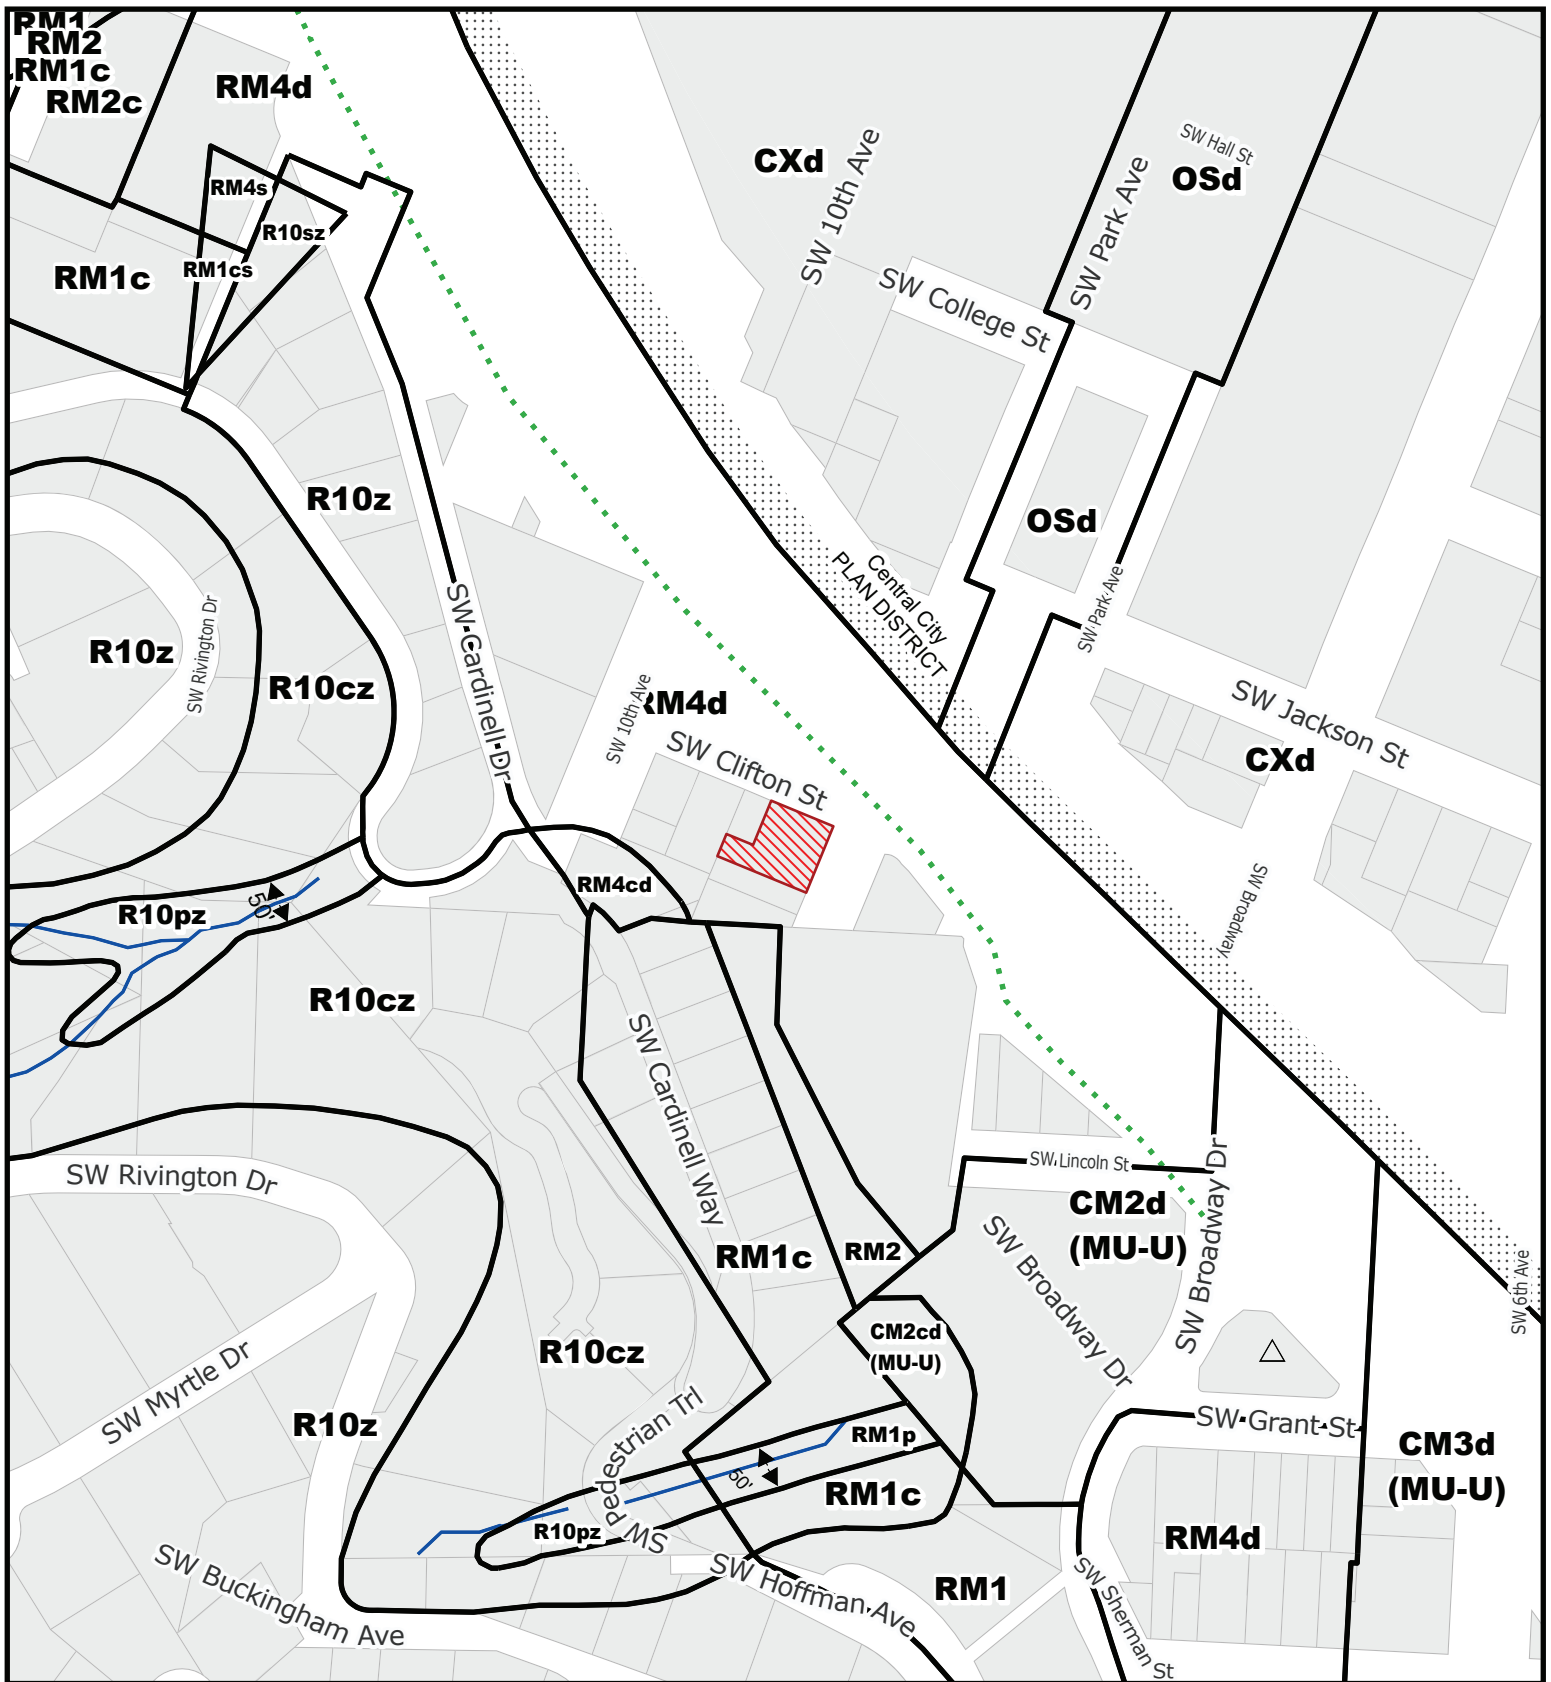 RM1
RM2
RM1c
RM2c
RM4d
CXd
SW 10th Ave
SW Park Ave
SW Hall St
OSd
RM4s
R10sz
RM1cs
RM1c
SW College St
R10z
OSd
Central City
PLAN DISTRICT
SW Park Ave
SW Cardinell Dr
SW Rivington Dr
R10z
R10cz
SW 10th Ave
RM4d
SW Clifton St
SW Jackson St
CXd
SW Broadway
RM4cd
50'
R10pz
R10cz
SW Cardinell Way
SW Lincoln St
SW Rivington Dr
CM2d
(MU-U)
SW Broadway Dr
SW Broadway Dr
SW 6th Ave
RM1c
RM2
CM2cd
(MU-U)
R10cz
SW Myrtle Dr
R10z
SW Pedestrian Trl
RM1p
50'
RM1c
R10pz
SW Grant St
CM3d
(MU-U)
RM4d
SW Buckingham Ave
SW Hoffman Ave
RM1
SW Sherman St